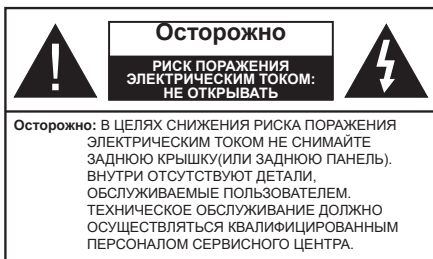 Осторожно
РИСК ПОРАЖЕНИЯ
ЭЛЕКТРИЧЕСКИМ ТОКОМ:
НЕ ОТКРЫВАТЬ
Осторожно: В ЦЕЛЯХ СНИЖЕНИЯ РИСКА ПОРАЖЕНИЯ
ЭЛЕКТРИЧЕСКИМ ТОКОМ НЕ СНИМАЙТЕ
ЗАДНЮЮ КРЫШКУ(ИЛИ ЗАДНЮЮ ПАНЕЛЬ).
ВНУТРИ ОТСУТСТВУЮТ ДЕТАЛИ,
ОБСЛУЖИВАЕМЫЕ ПОЛЬЗОВАТЕЛЕМ.
ТЕХНИЧЕСКОЕ ОБСЛУЖИВАНИЕ ДОЛЖНО
ОСУЩЕСТВЛЯТЬСЯ КВАЛИФИЦИРОВАННЫМ
ПЕРСОНАЛОМ СЕРВИСНОГО ЦЕНТРА.